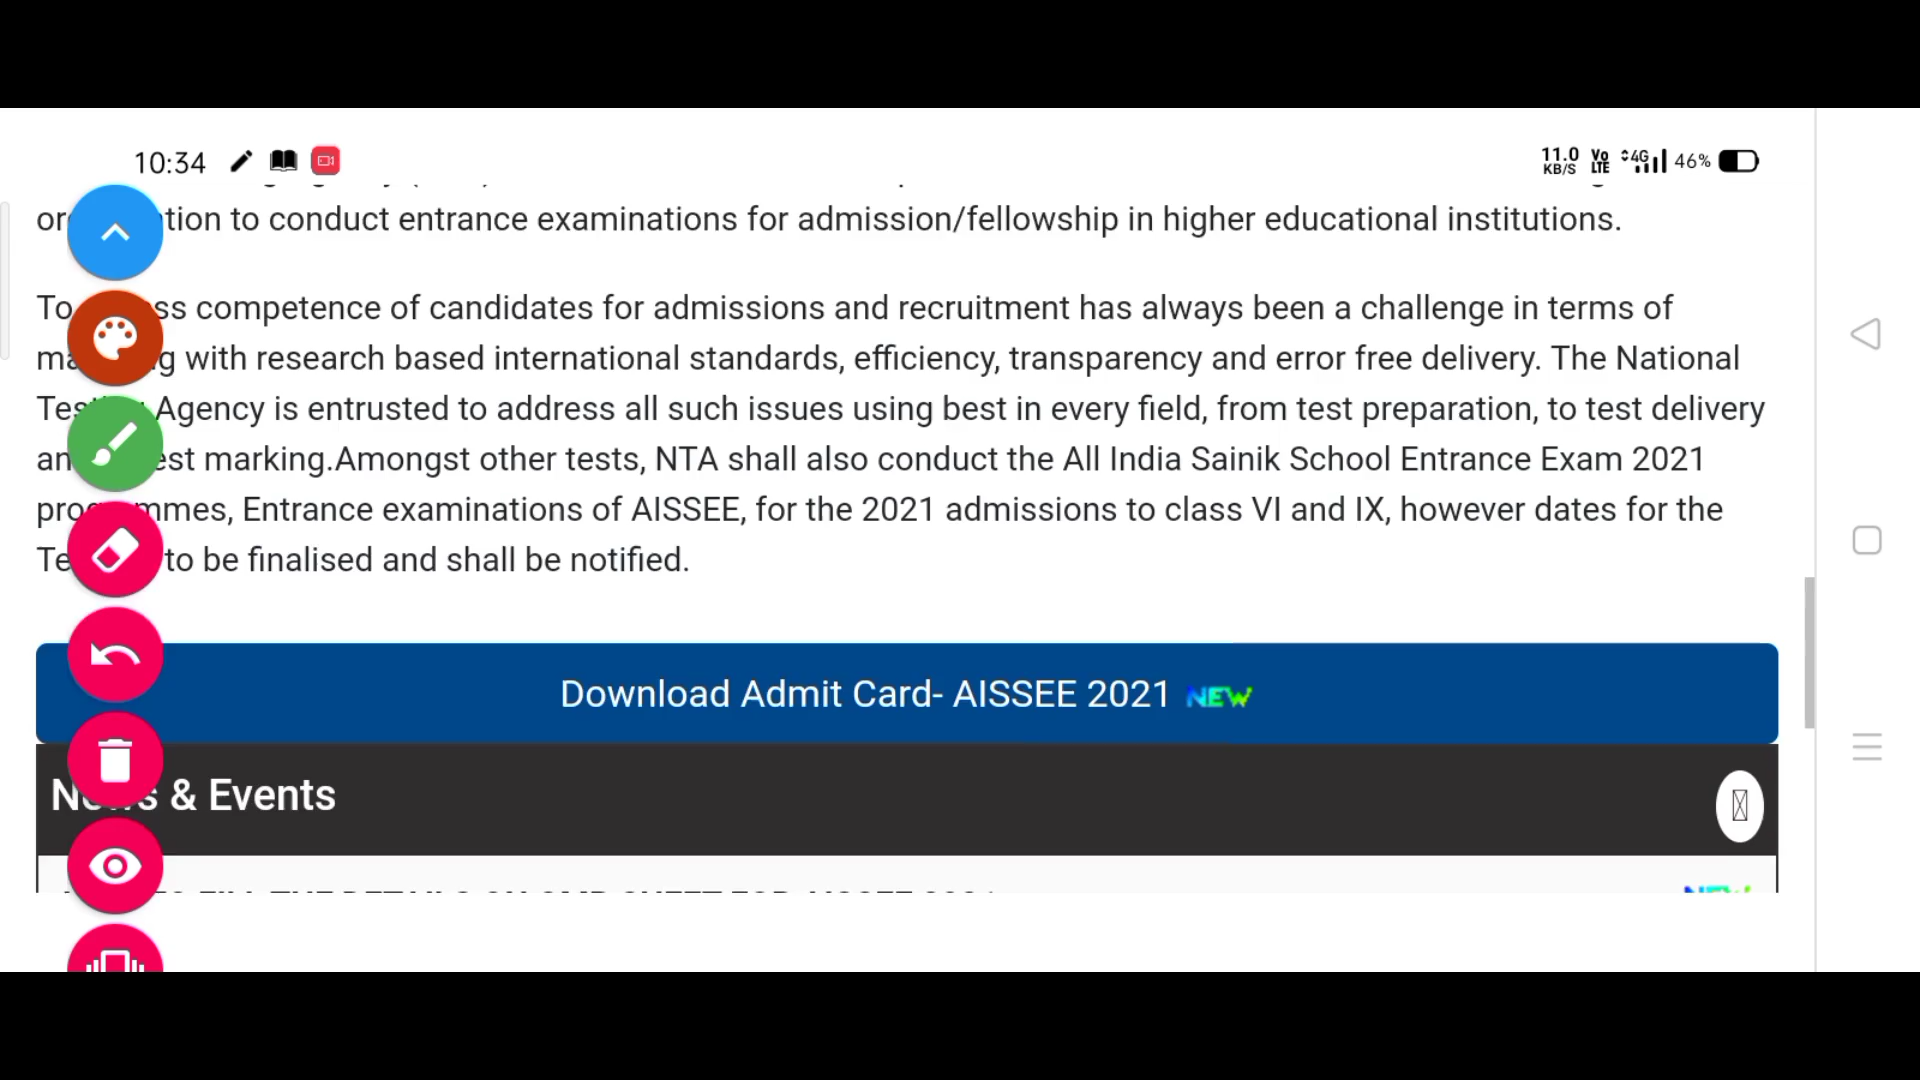 10:34
11.0 KB/S Vo LTE 4G 46%
tion to conduct entrance examinations for admission/fellowship in higher educational institutions.
To ss competence of candidates for admissions and recruitment has always been a challenge in terms of
with research based international standards, efficiency, transparency and error free delivery. The National
Agency is entrusted to address all such issues using best in every field, from test preparation, to test delivery
est marking.Amongst other tests, NTA shall also conduct the All India Sainik School Entrance Exam 2021
mmes, Entrance examinations of AISSEE, for the 2021 admissions to class VI and IX, however dates for the
to be finalised and shall be notified.
Download Admit Card- AISSEE 2021 NEW
News & Events